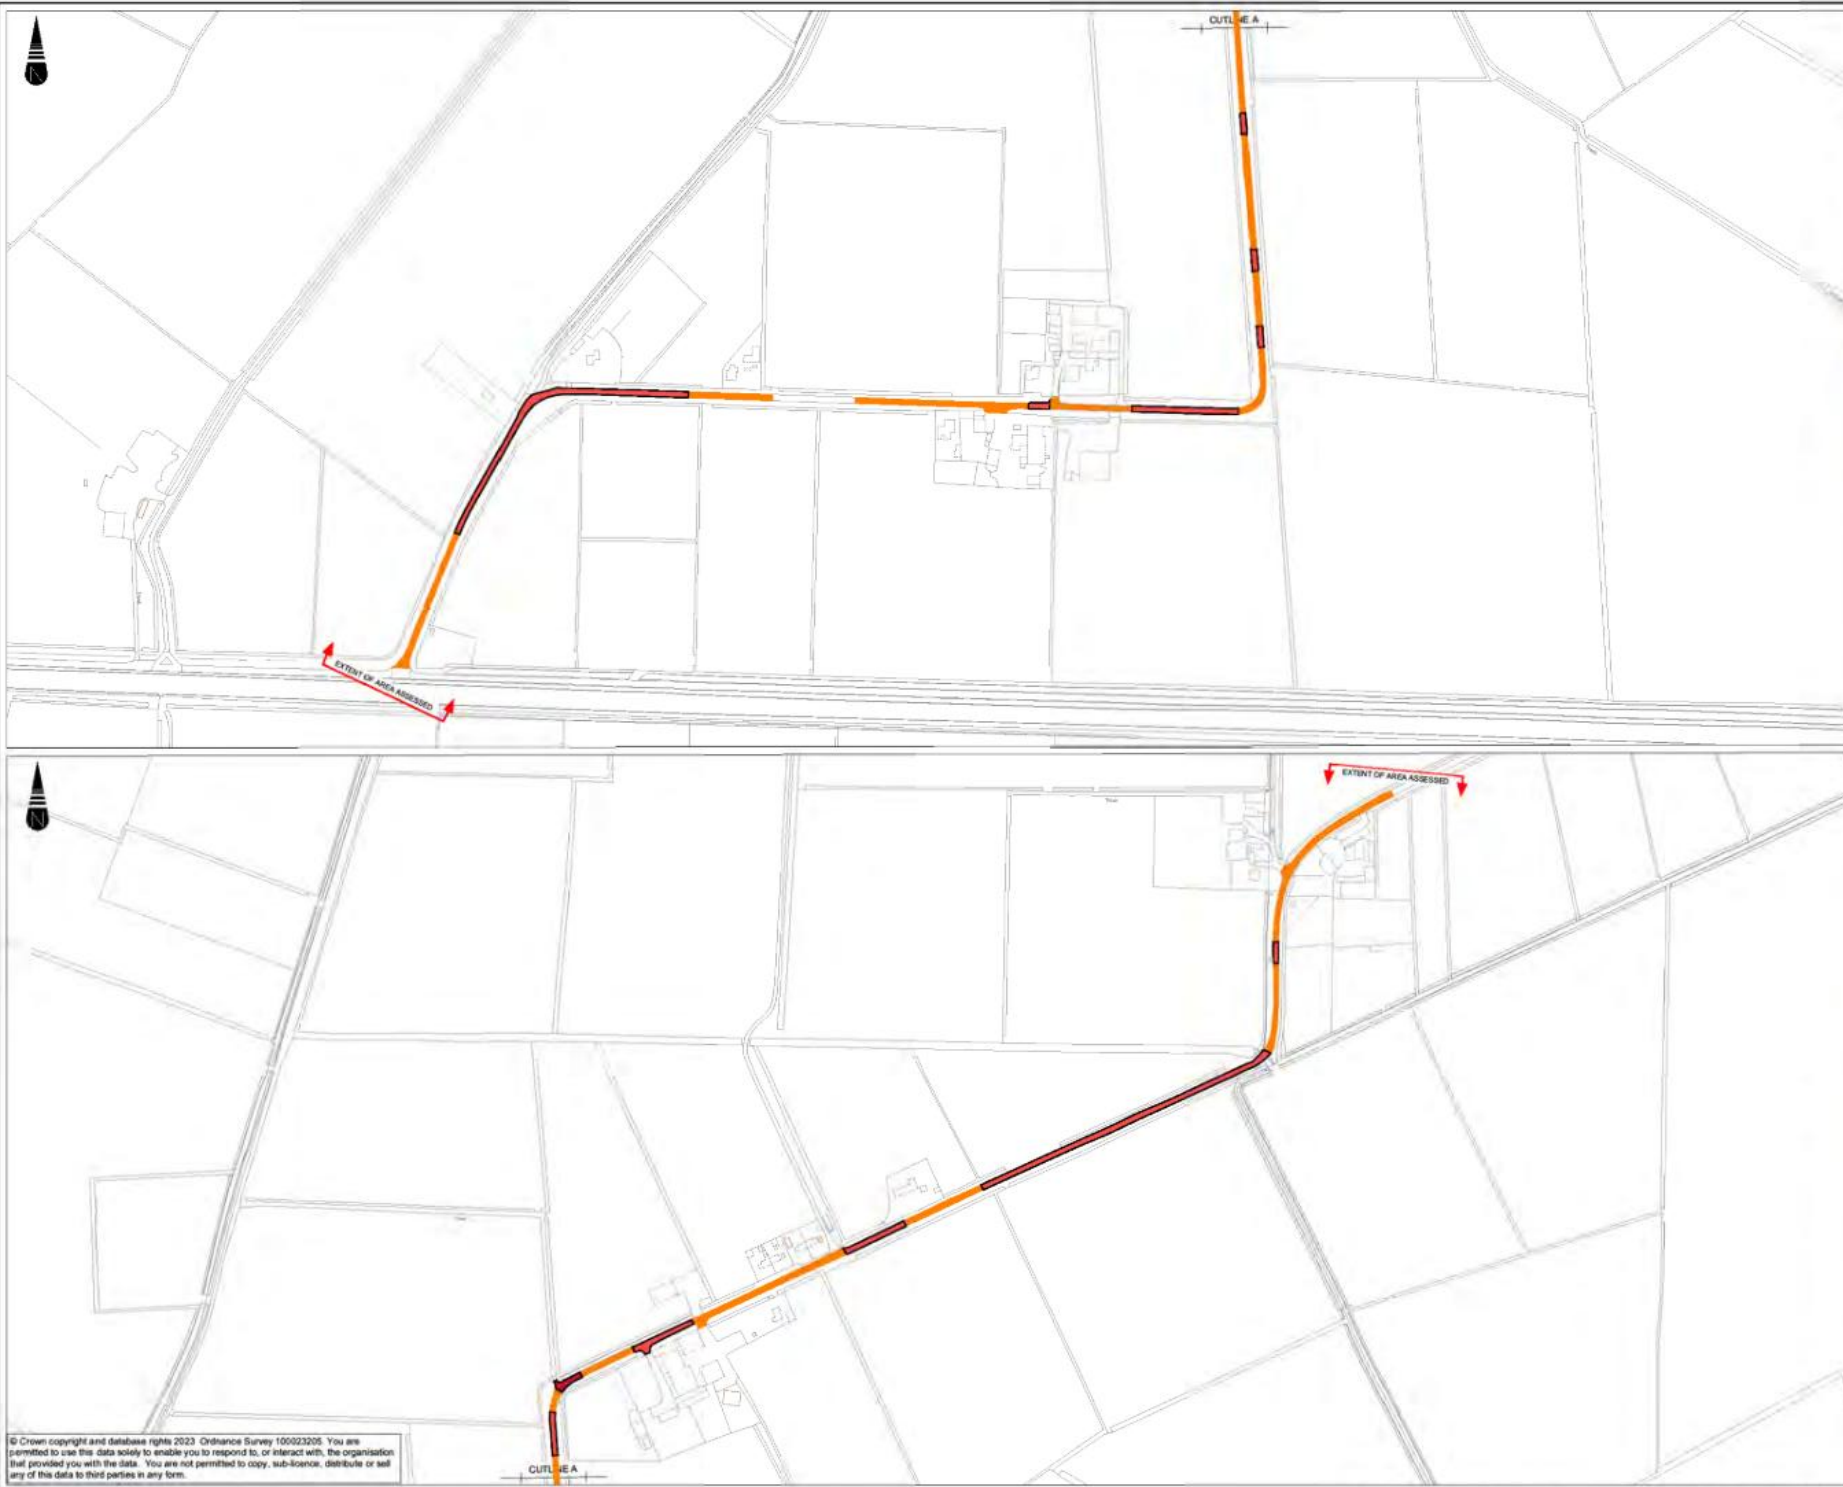 CUTLINE A
N
EXTENT OF AREA ASSESSED
N
EXTENT OF AREA ASSESSED
CUTLINE A
© Crown copyright and database rights 2023 Ordnance Survey 100023205. You are
permitted to use this data solely to enable you to respond to, or interact with, the organisation
that provided you with the data. You are not permitted to copy, sub-licence, distribute or sell
any of this data to third parties in any form.